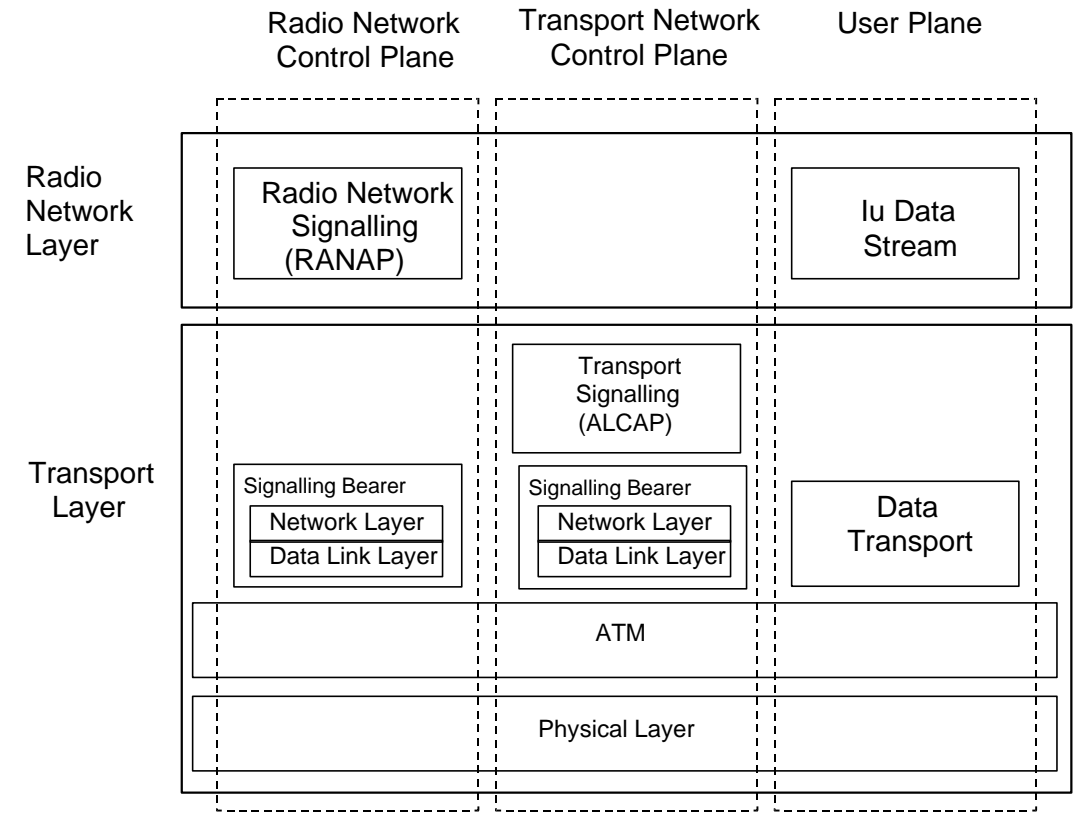 Radio Network
Control Plane
Transport Network
Control Plane
User Plane
Radio
Network
Layer
Radio Network
Signalling
(RANAP)
Iu Data
Stream
Transport
Signalling
(ALCAP)
Transport
Layer
Signalling Bearer
Network Layer
Data Link Layer
Signalling Bearer
Network Layer
Data Link Layer
Data
Transport
ATM
Physical Layer